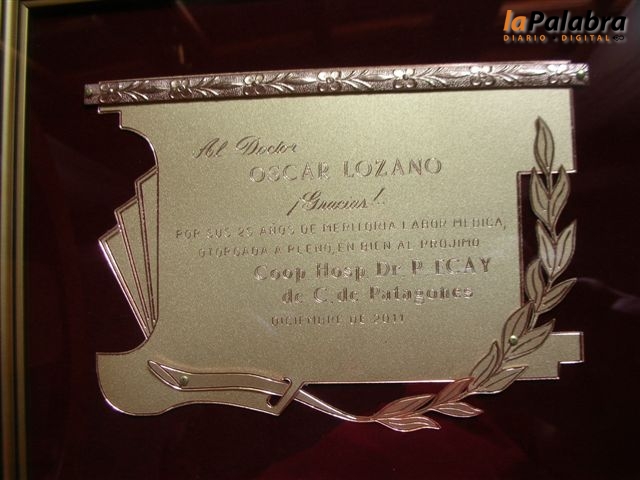 laPalabra
DIARIO DIGITAL
Al Doctor
OSCAR LOZANO
¡Gracias!..
POR SUS 25 AÑOS DE MERITORIA LABOR MEDICA,
OTORGADA A PLENO, EN BIEN AL PROJIMO
Coop Hosp Dr. P. ECAY
de C. de Patagones
DICIEMBRE DE 2011